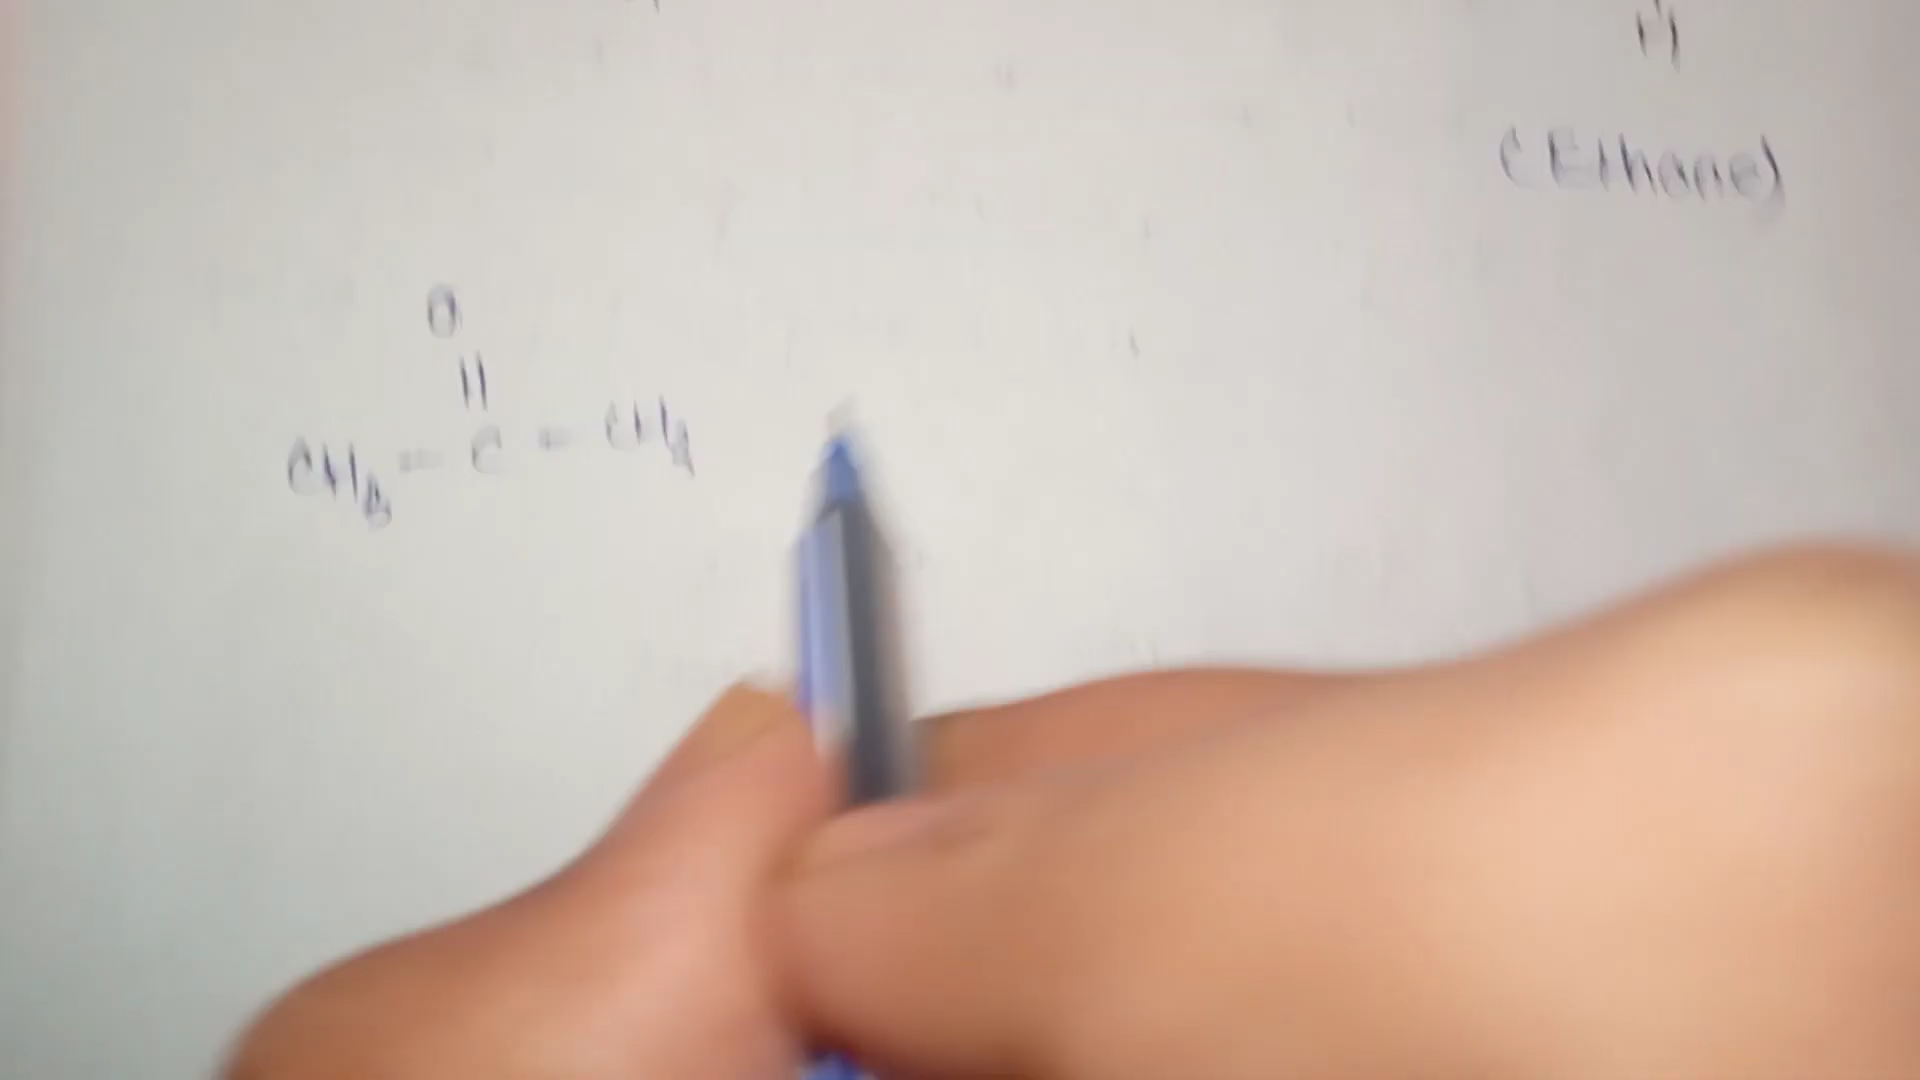 H
(Ethane)
O
||
CH3 - C - CH3